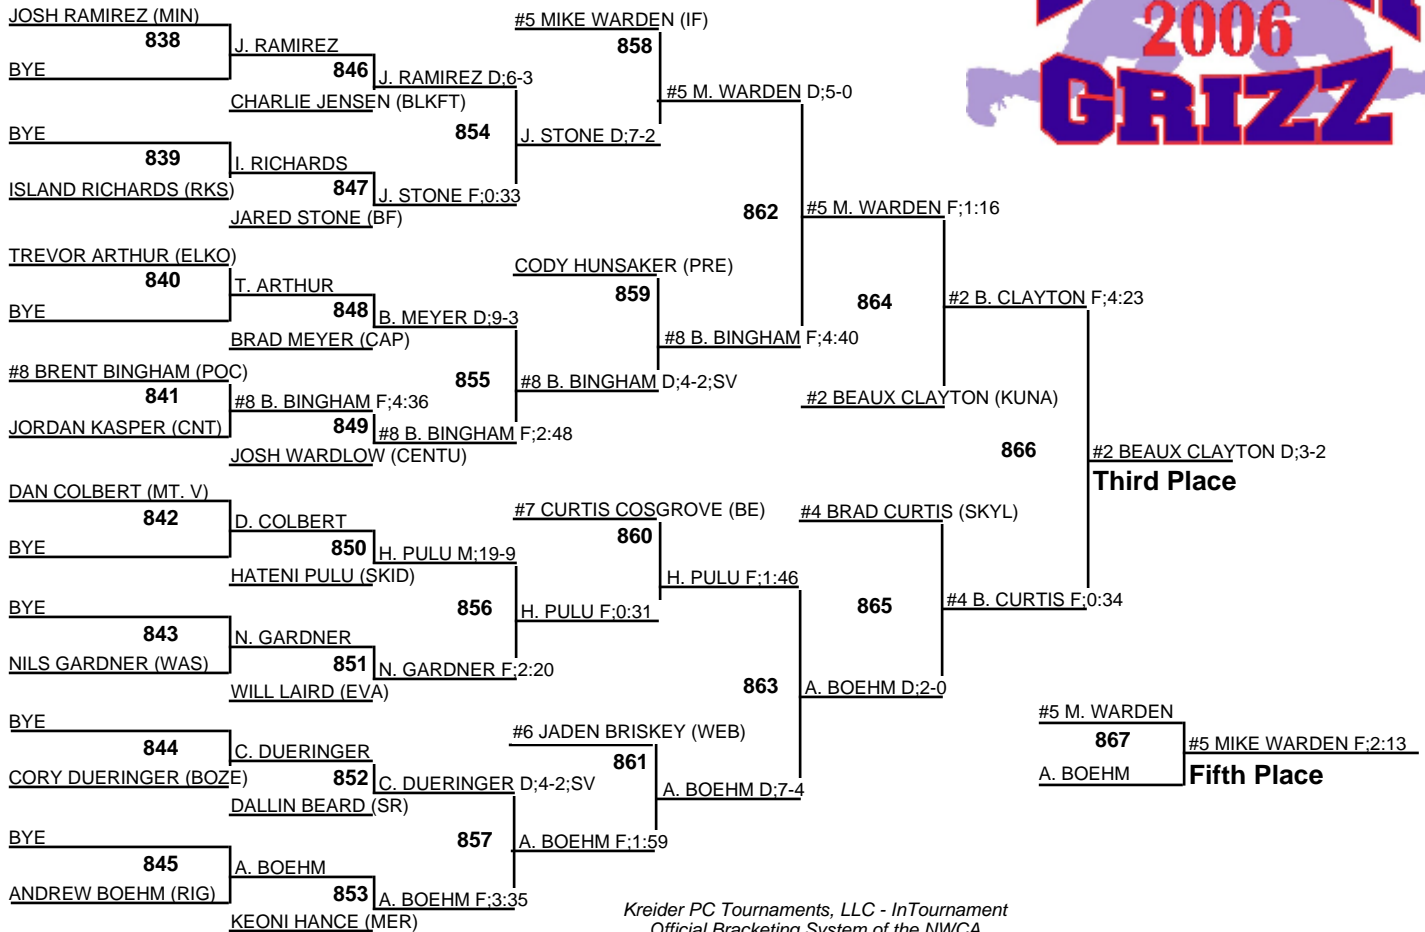 JOSH RAMIREZ (MIN)
838
BYE
J. RAMIREZ
846
CHARLIE JENSEN (BLKFT)
J. RAMIREZ D;6-3
BYE
839
ISLAND RICHARDS (RKS)
I. RICHARDS
847
JARED STONE (BF)
J. STONE F;0:33
854
J. STONE D;7-2
#5 MIKE WARDEN (IF)
858
#5 M. WARDEN D;5-0
TREVOR ARTHUR (ELKO)
840
BYE
T. ARTHUR
848
BRAD MEYER (CAP)
B. MEYER D;9-3
#8 BRENT BINGHAM (POC)
841
JORDAN KASPER (CNT)
#8 B. BINGHAM F;4:36
849
JOSH WARDLOW (CENTU)
#8 B. BINGHAM F;2:48
855
#8 B. BINGHAM D;4-2;SV
CODY HUNSAKER (PRE)
859
#8 B. BINGHAM F;4:40
862
#5 M. WARDEN F;1:16
864
#2 BEAUX CLAYTON (KUNA)
#2 B. CLAYTON F;4:23
DAN COLBERT (MT. V)
842
BYE
D. COLBERT
850
HATENI PULU (SKID)
H. PULU M;19-9
BYE
843
NILS GARDNER (WAS)
N. GARDNER
851
WILL LAIRD (EVA)
N. GARDNER F;2:20
856
H. PULU F;0:31
#7 CURTIS COSGROVE (BE)
860
H. PULU F;1:46
BYE
844
CORY DUERINGER (BOZE)
C. DUERINGER
852
DALLIN BEARD (SR)
C. DUERINGER D;4-2;SV
BYE
845
ANDREW BOEHM (RIG)
A. BOEHM
853
KEONI HANCE (MER)
A. BOEHM F;3:35
857
A. BOEHM F;1:59
#6 JADEN BRISKEY (WEB)
861
A. BOEHM D;7-4
863
A. BOEHM D;2-0
#4 BRAD CURTIS (SKYL)
865
#4 B. CURTIS F;0:34
866
#2 BEAUX CLAYTON D;3-2
Third Place
#5 M. WARDEN
867
A. BOEHM
#5 MIKE WARDEN F;2:13
Fifth Place
2006
GRIZZ
Kreider PC Tournaments, LLC - InTournament
Official Bracketing System of the NWCA